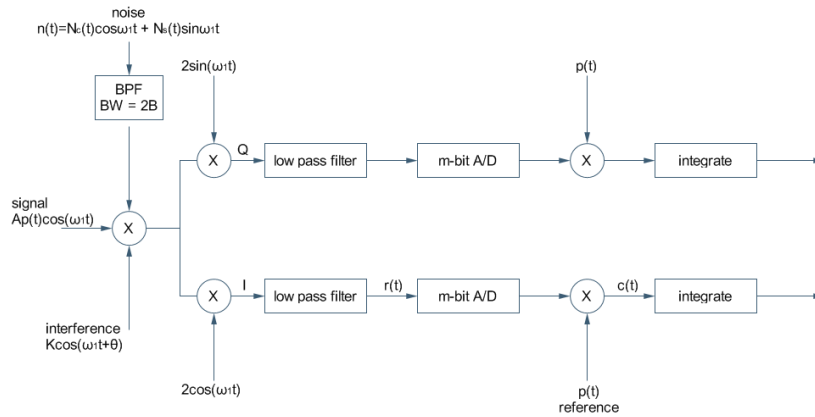 noise
n(t)=Nc(t)cosω1t + Ns(t)sinω1t
BPF
BW = 2B
2sin(ω1t)
p(t)
X
Q
low pass filter
m-bit A/D
X
integrate
signal
Ap(t)cos(ω1t)
X
X
I
low pass filter
r(t)
m-bit A/D
X
c(t)
integrate
interference
Kcos(ω1t+θ)
2cos(ω1t)
p(t)
reference